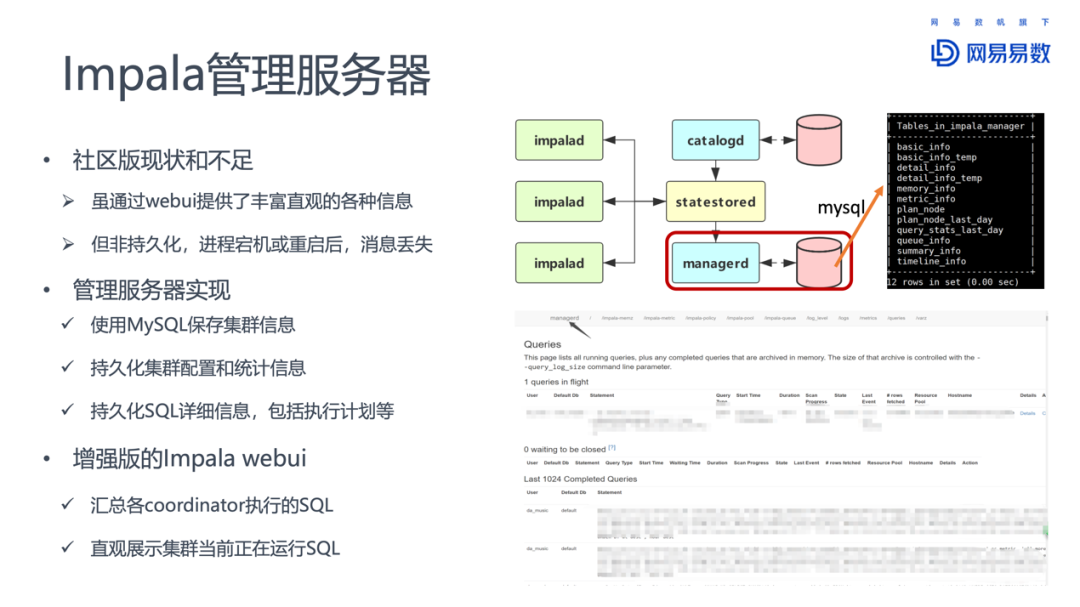 网易数帆旗下
网易易数
Impala管理服务器
• 社区版现状和不足
➢ 虽通过webui提供了丰富直观的各种信息
➢ 但非持久化，进程宕机或重启后，消息丢失
• 管理服务器实现
✓ 使用MySQL保存集群信息
✓ 持久化集群配置和统计信息
✓ 持久化SQL详细信息，包括执行计划等
• 增强版的Impala webui
✓ 汇总各coordinator执行的SQL
✓ 直观展示集群当前正在运行SQL
impalad
impalad
impalad
catalogd
statestored
managerd
mysql
Tables_in_impala_manager
basic_info
basic_info_temp
detail_info
detail_info_temp
memory_info
metric_info
plan_node
plan_node_last_day
query_stats_last_day
queue_info
summary_info
timeline_info
12 rows in set (0.00 sec)
managerd / /impala-memz /impala-metric /impala-policy /impala-pool /impala-queue /log_level /logs /metrics /queries /varz
Queries
This page lists all running queries, plus any completed queries that are archived in memory. The size of that archive is controlled with the -
-query_log_size command line parameter.
1 queries in flight
User Default Db Statement Query Type Start Time Duration Scan Progress State Last Event # rows fetched Resource Pool Hostname Details
Details
0 waiting to be closed [?]
User Default Db Statement Query Type Start Time Waiting Time Duration Scan Progress State Last Event # rows fetched Resource Pool Hostname Details Action
Last 1024 Completed Queries
User Default Db Statement
da_music default
da_music default